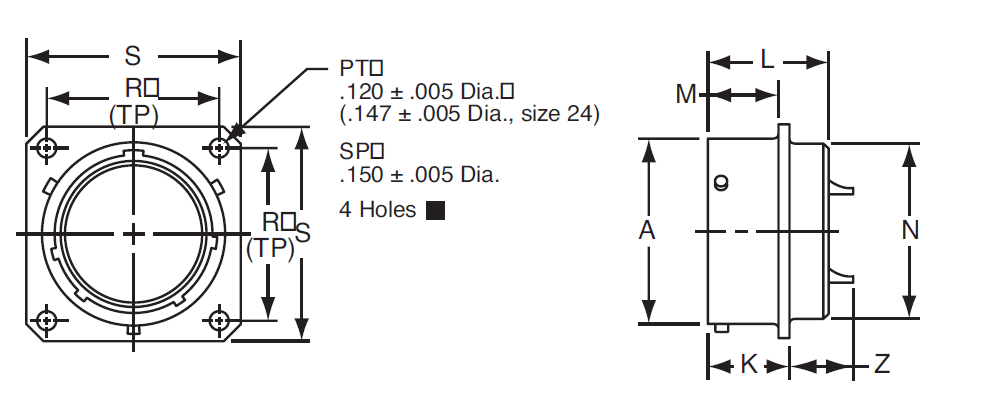 S
R□
(TP)
PT□
.120 ± .005 Dia.□
(.147 ± .005 Dia., size 24)
SP□
.150 ± .005 Dia.
4 Holes ■
R□
(TP)
S
L
M
A
N
K
Z